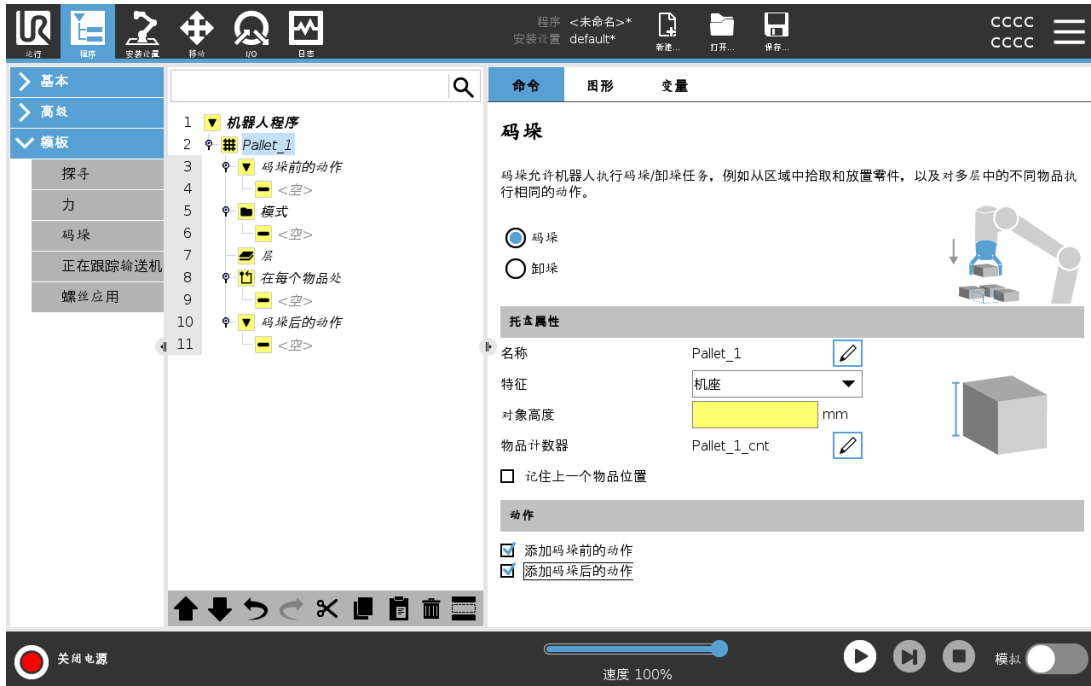 UR
运行
程序
安装设置
移动
I/O
日志
程序 <未命名>*
安装设置 default*
新建...
打开...
保存...
CCCC
CCCC
基本
高级
模板
探寻
力
码垛
正在跟踪输送机
螺丝应用
1 机器人程序
2 Pallet_1
3 码垛前的动作
4 <空>
5 模式
6 <空>
7 层
8 在每个物品处
9 <空>
10 码垛后的动作
11 <空>
命令 图形 变量
码垛
码垛允许机器人执行码垛/卸垛任务，例如从区域中拾取和放置零件，以及对多层中的不同物品执
行相同的动作。
码垛
卸垛
托盘属性
名称 Pallet_1
特征 机座
对象高度 mm
物品计数器 Pallet_1_cnt
记住上一个物品位置
动作
添加码垛前的动作
添加码垛后的动作
关闭电源
速度 100%
模拟